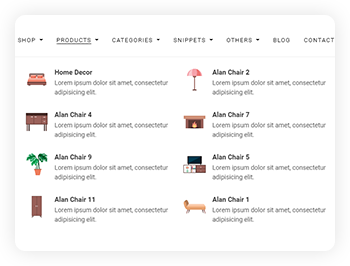 SHOP PRODUCTS CATEGORIES SNIPPETS OTHERS BLOG CONTACT
Home Decor
Lorem ipsum dolor sit amet, consectetur
adipisicing elit.
Alan Chair 2
Lorem ipsum dolor sit amet, consectetur
adipisicing elit.
Alan Chair 4
Lorem ipsum dolor sit amet, consectetur
adipisicing elit.
Alan Chair 7
Lorem ipsum dolor sit amet, consectetur
adipisicing elit.
Alan Chair 9
Lorem ipsum dolor sit amet, consectetur
adipisicing elit.
Alan Chair 5
Lorem ipsum dolor sit amet, consectetur
adipisicing elit.
Alan Chair 11
Lorem ipsum dolor sit amet, consectetur
adipisicing elit.
Alan Chair 1
Lorem ipsum dolor sit amet, consectetur
adipisicing elit.